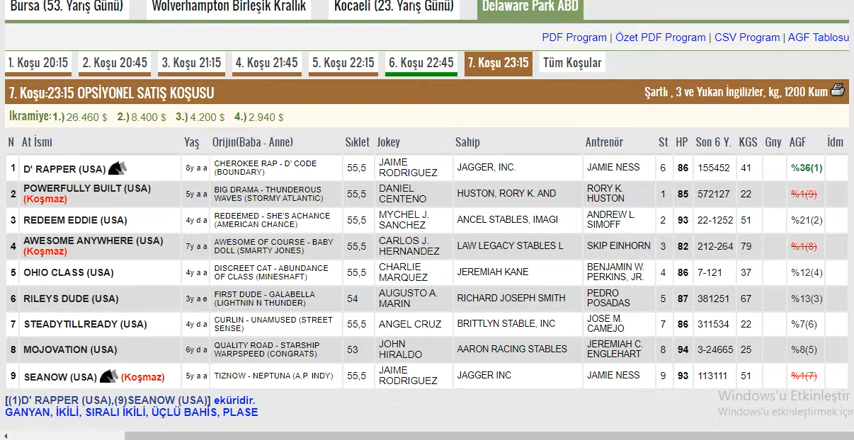 Bursa (53. Yarış Günü) Wolverhampton Birleşik Krallık Kocaeli (23. Yarış Günü) Delaware Park ABD
PDF Program | Özet PDF Program | CSV Program | AGF Tablosu
1. Koşu 20:15 2. Koşu 20:45 3. Koşu 21:15 4. Koşu 21:45 5. Koşu 22:15 6. Koşu 22:45 7. Koşu 23:15 Tüm Koşular
7. Koşu:23:15 OPSİYONEL SATIŞ KOŞUSU Şartlı , 3 ve Yukarı İngilizler, kg, 1200 Kum
Ikramiye:1.) 26.460 $ 2.) 8.400 $ 3.) 4.200 $ 4.) 2.940 $
N At İsmi Yaş Orijin(Baba - Anne) Sıklet Jokey Sahip Antrenör St HP Son 6 Y. KGS Gny AGF İdm
1 D' RAPPER (USA) 8y a a CHEROKEE RAP - D' CODE (BOUNDARY) 55,5 JAIME RODRIGUEZ JAGGER, INC. JAMIE NESS 6 86 155452 41 %36(1)
2 POWERFULLY BUILT (USA) (Koşmaz) 5y a a BIG DRAMA - THUNDEROUS WAVES (STORMY ATLANTIC) 55,5 DANIEL CENTENO HUSTON, RORY K. AND RORY K. HUSTON 1 85 572127 22 %1(9)
3 REDEEM EDDIE (USA) 4y d a REDEEMED - SHE'S ACHANCE (AMERICAN CHANCE) 55,5 MYCHEL J. SANCHEZ ANCEL STABLES, IMAGI ANDREW L. SIMOFF 2 93 22-1252 51 %21(2)
4 AWESOME ANYWHERE (USA) (Koşmaz) 7y a a AWESOME OF COURSE - BABY DOLL (SMARTY JONES) 55,5 CARLOS J. HERNANDEZ LAW LEGACY STABLES L SKIP EINHORN 3 82 212-264 79 %1(8)
5 OHIO CLASS (USA) 4y a a DISCREET CAT - ABUNDANCE OF CLASS (MINESHAFT) 55,5 CHARLIE MARQUEZ JEREMIAH KANE BENJAMIN W. PERKINS, JR. 4 86 7-121 37 %12(4)
6 RILEYS DUDE (USA) 3y a e FIRST DUDE - GALABELLA (LIGHTNIN N THUNDER) 54 AUGUSTO A. MARIN RICHARD JOSEPH SMITH PEDRO POSADAS 5 87 381251 67 %13(3)
7 STEADYTILLREADY (USA) 4y d a CURLIN - UNAMUSED (STREET SENSE) 55,5 ANGEL CRUZ BRITTLYN STABLE, INC JOSE M. CAMEJO 7 86 311534 22 %7(6)
8 MOJOVATION (USA) 6y d a QUALITY ROAD - STARSHIP WARPSPEED (CONGRATS) 53 JOHN HIRALDO AARON RACING STABLES JEREMIAH C. ENGLEHART 8 94 3-24665 25 %8(5)
9 SEANOW (USA) (Koşmaz) 5y a a TIZNOW - NEPTUNA (A.P. INDY) 55,5 JAIME RODRIGUEZ JAGGER INC JAMIE NESS 9 93 113111 51 %1(7)
[(1)D' RAPPER (USA),(9)SEANOW (USA)] eküridir.
GANYAN, İKİLİ, SIRALI İKİLİ, ÜÇLÜ BAHİS, PLASE
Windows'u Etkinleştir
Windows'u etkinleştirmek için